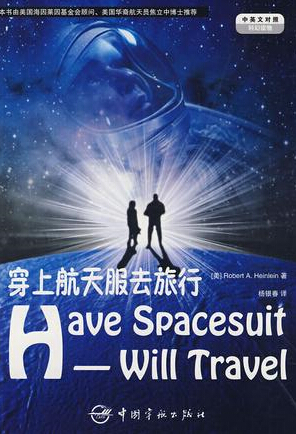 本书由美国海因莱因基金会顾问、美国华裔航天员焦立中博士推荐
中英文对照
科幻读物
穿上航天服去旅行
[美] Robert A. Heinlein 著
杨银春 译
Have Spacesuit
— Will Travel
中国宇航出版社